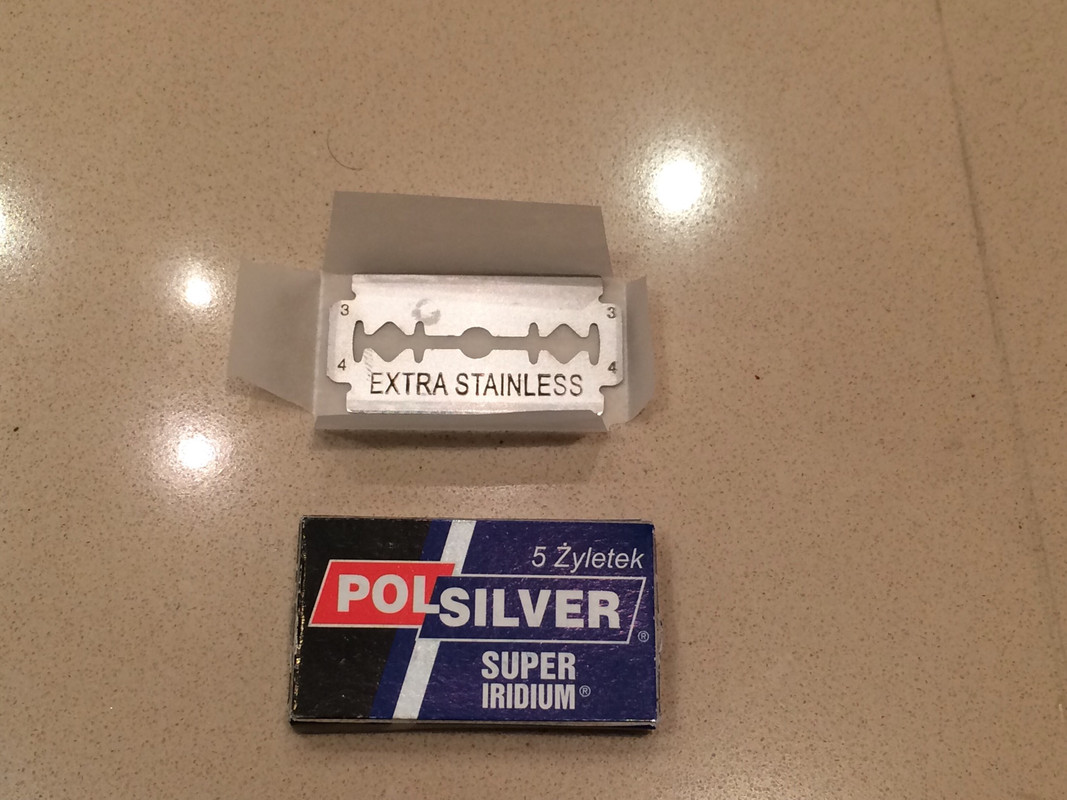 3 3
4 4
EXTRA STAINLESS
5 Żyletek
POLSILVER®
SUPER
IRIDIUM®